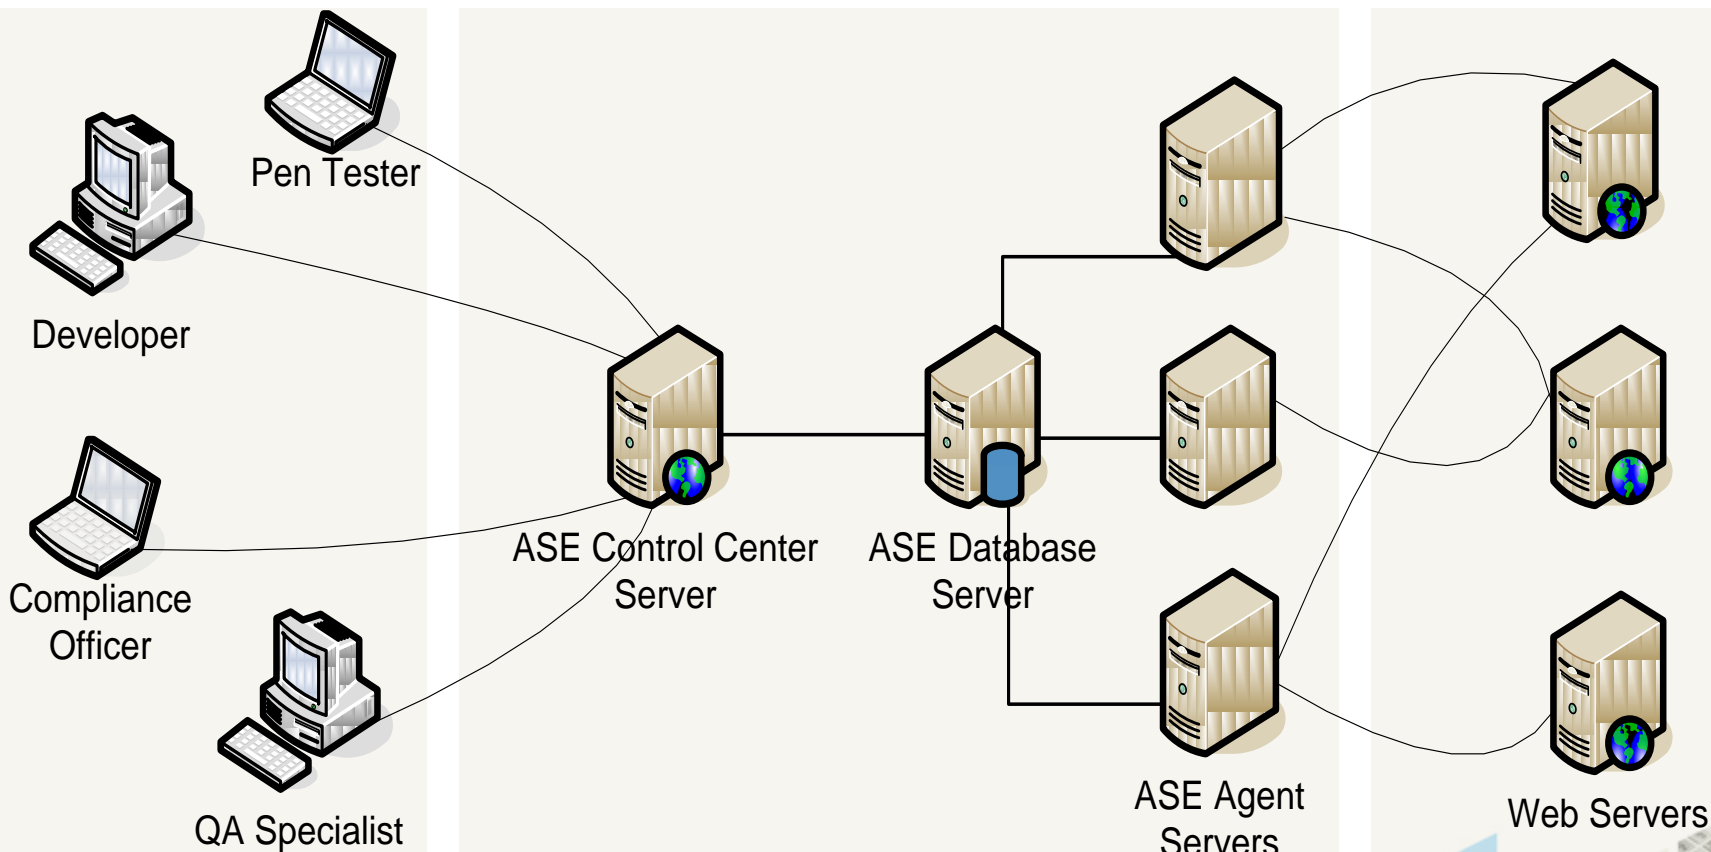 Pen Tester
Developer
Compliance
Officer
QA Specialist
ASE Control Center
Server
ASE Database
Server
ASE Agent
Servers
Web Servers